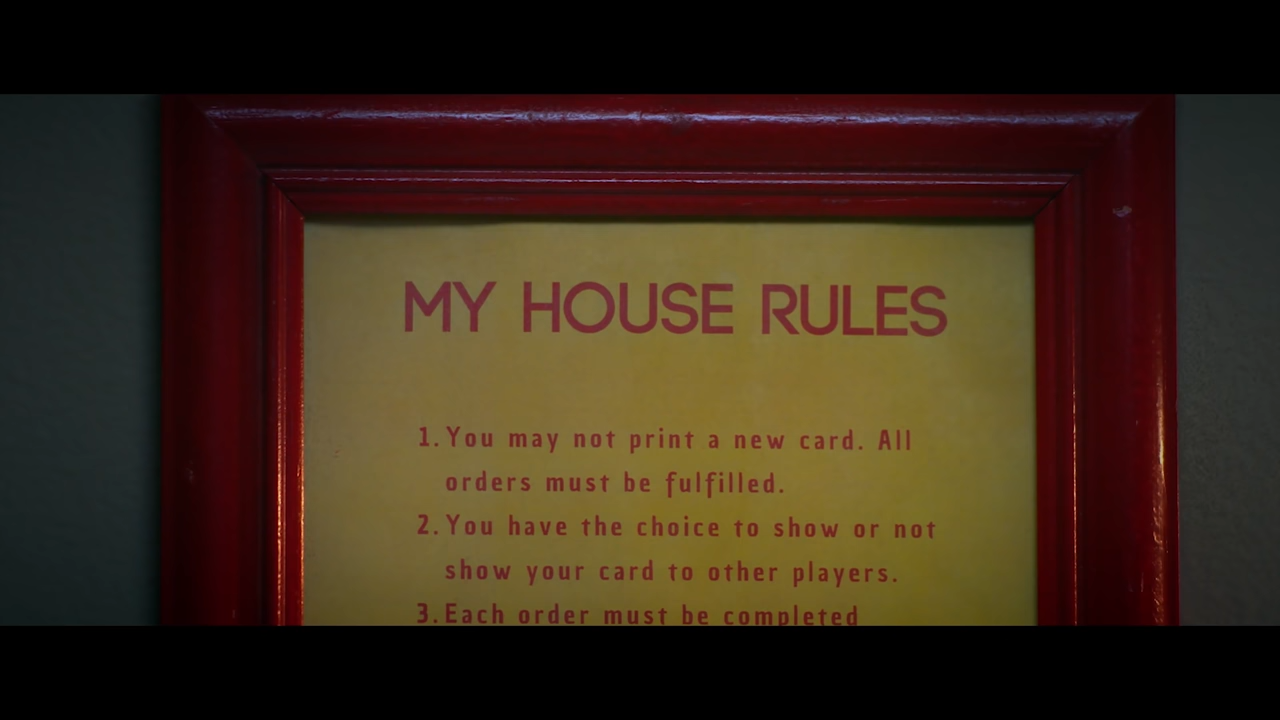 MY HOUSE RULES
1. You may not print a new card. All
orders must be fulfilled.
2. You have the choice to show or not
show your card to other players.
3. Each order must be completed